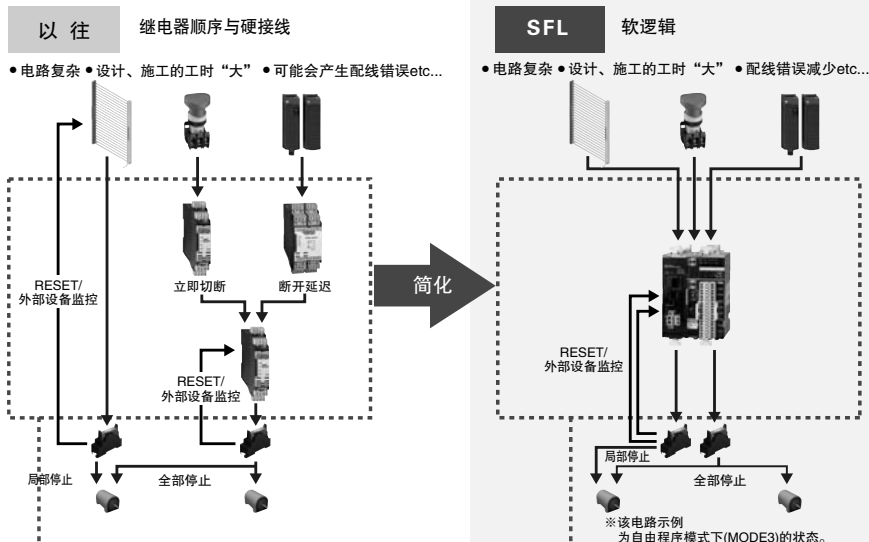 以往
继电器顺序与硬接线
●电路复杂 ●设计、施工的工时“大” ●可能会产生配线错误etc...
RESET/
外部设备监控
立即切断
断开延迟
RESET/
外部设备监控
局部停止
全部停止
简化
SFL
软逻辑
●电路复杂 ●设计、施工的工时“大” ●配线错误减少etc...
RESET/
外部设备监控
局部停止
全部停止
※该电路示例
为自由程序模式下(MODE3)的状态。